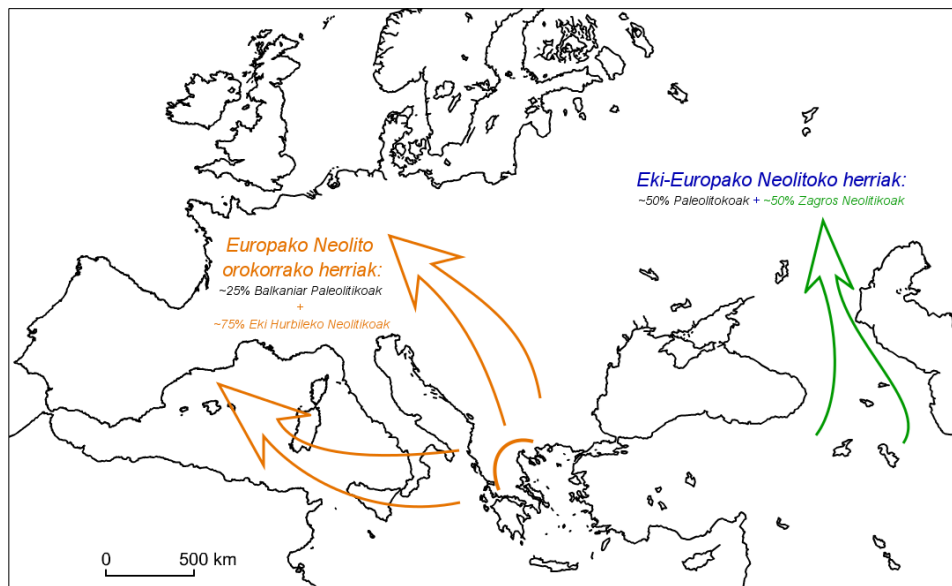 Eki-Europako Neolitoko herriak:
~50% Paleolitokoak + ~50% Zagros Neolitikoak
Europako Neolito
orokorrako herriak:
~25% Balkaniar Paleolitikoak
+
~75% Eki Hurbileko Neolitikoak
0 500 km